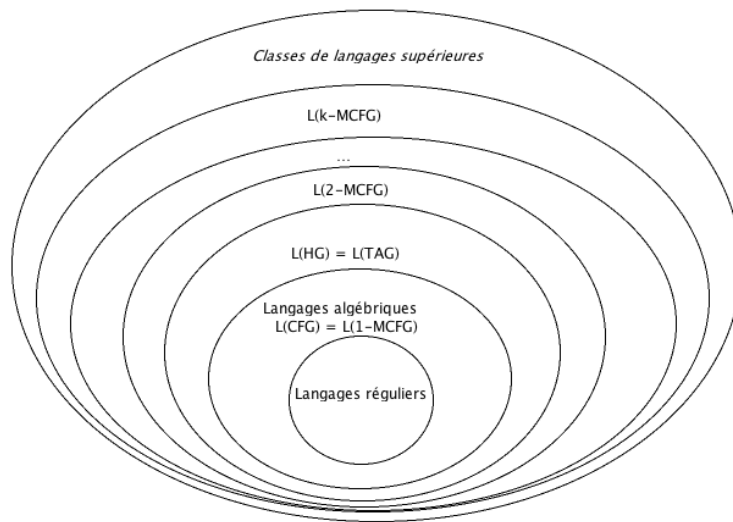 Classes de langages supérieures
L(k-MCFG)
...
L(2-MCFG)
L(HG) = L(TAG)
Langages algébriques
L(CFG) = L(1-MCFG)
Langages réguliers